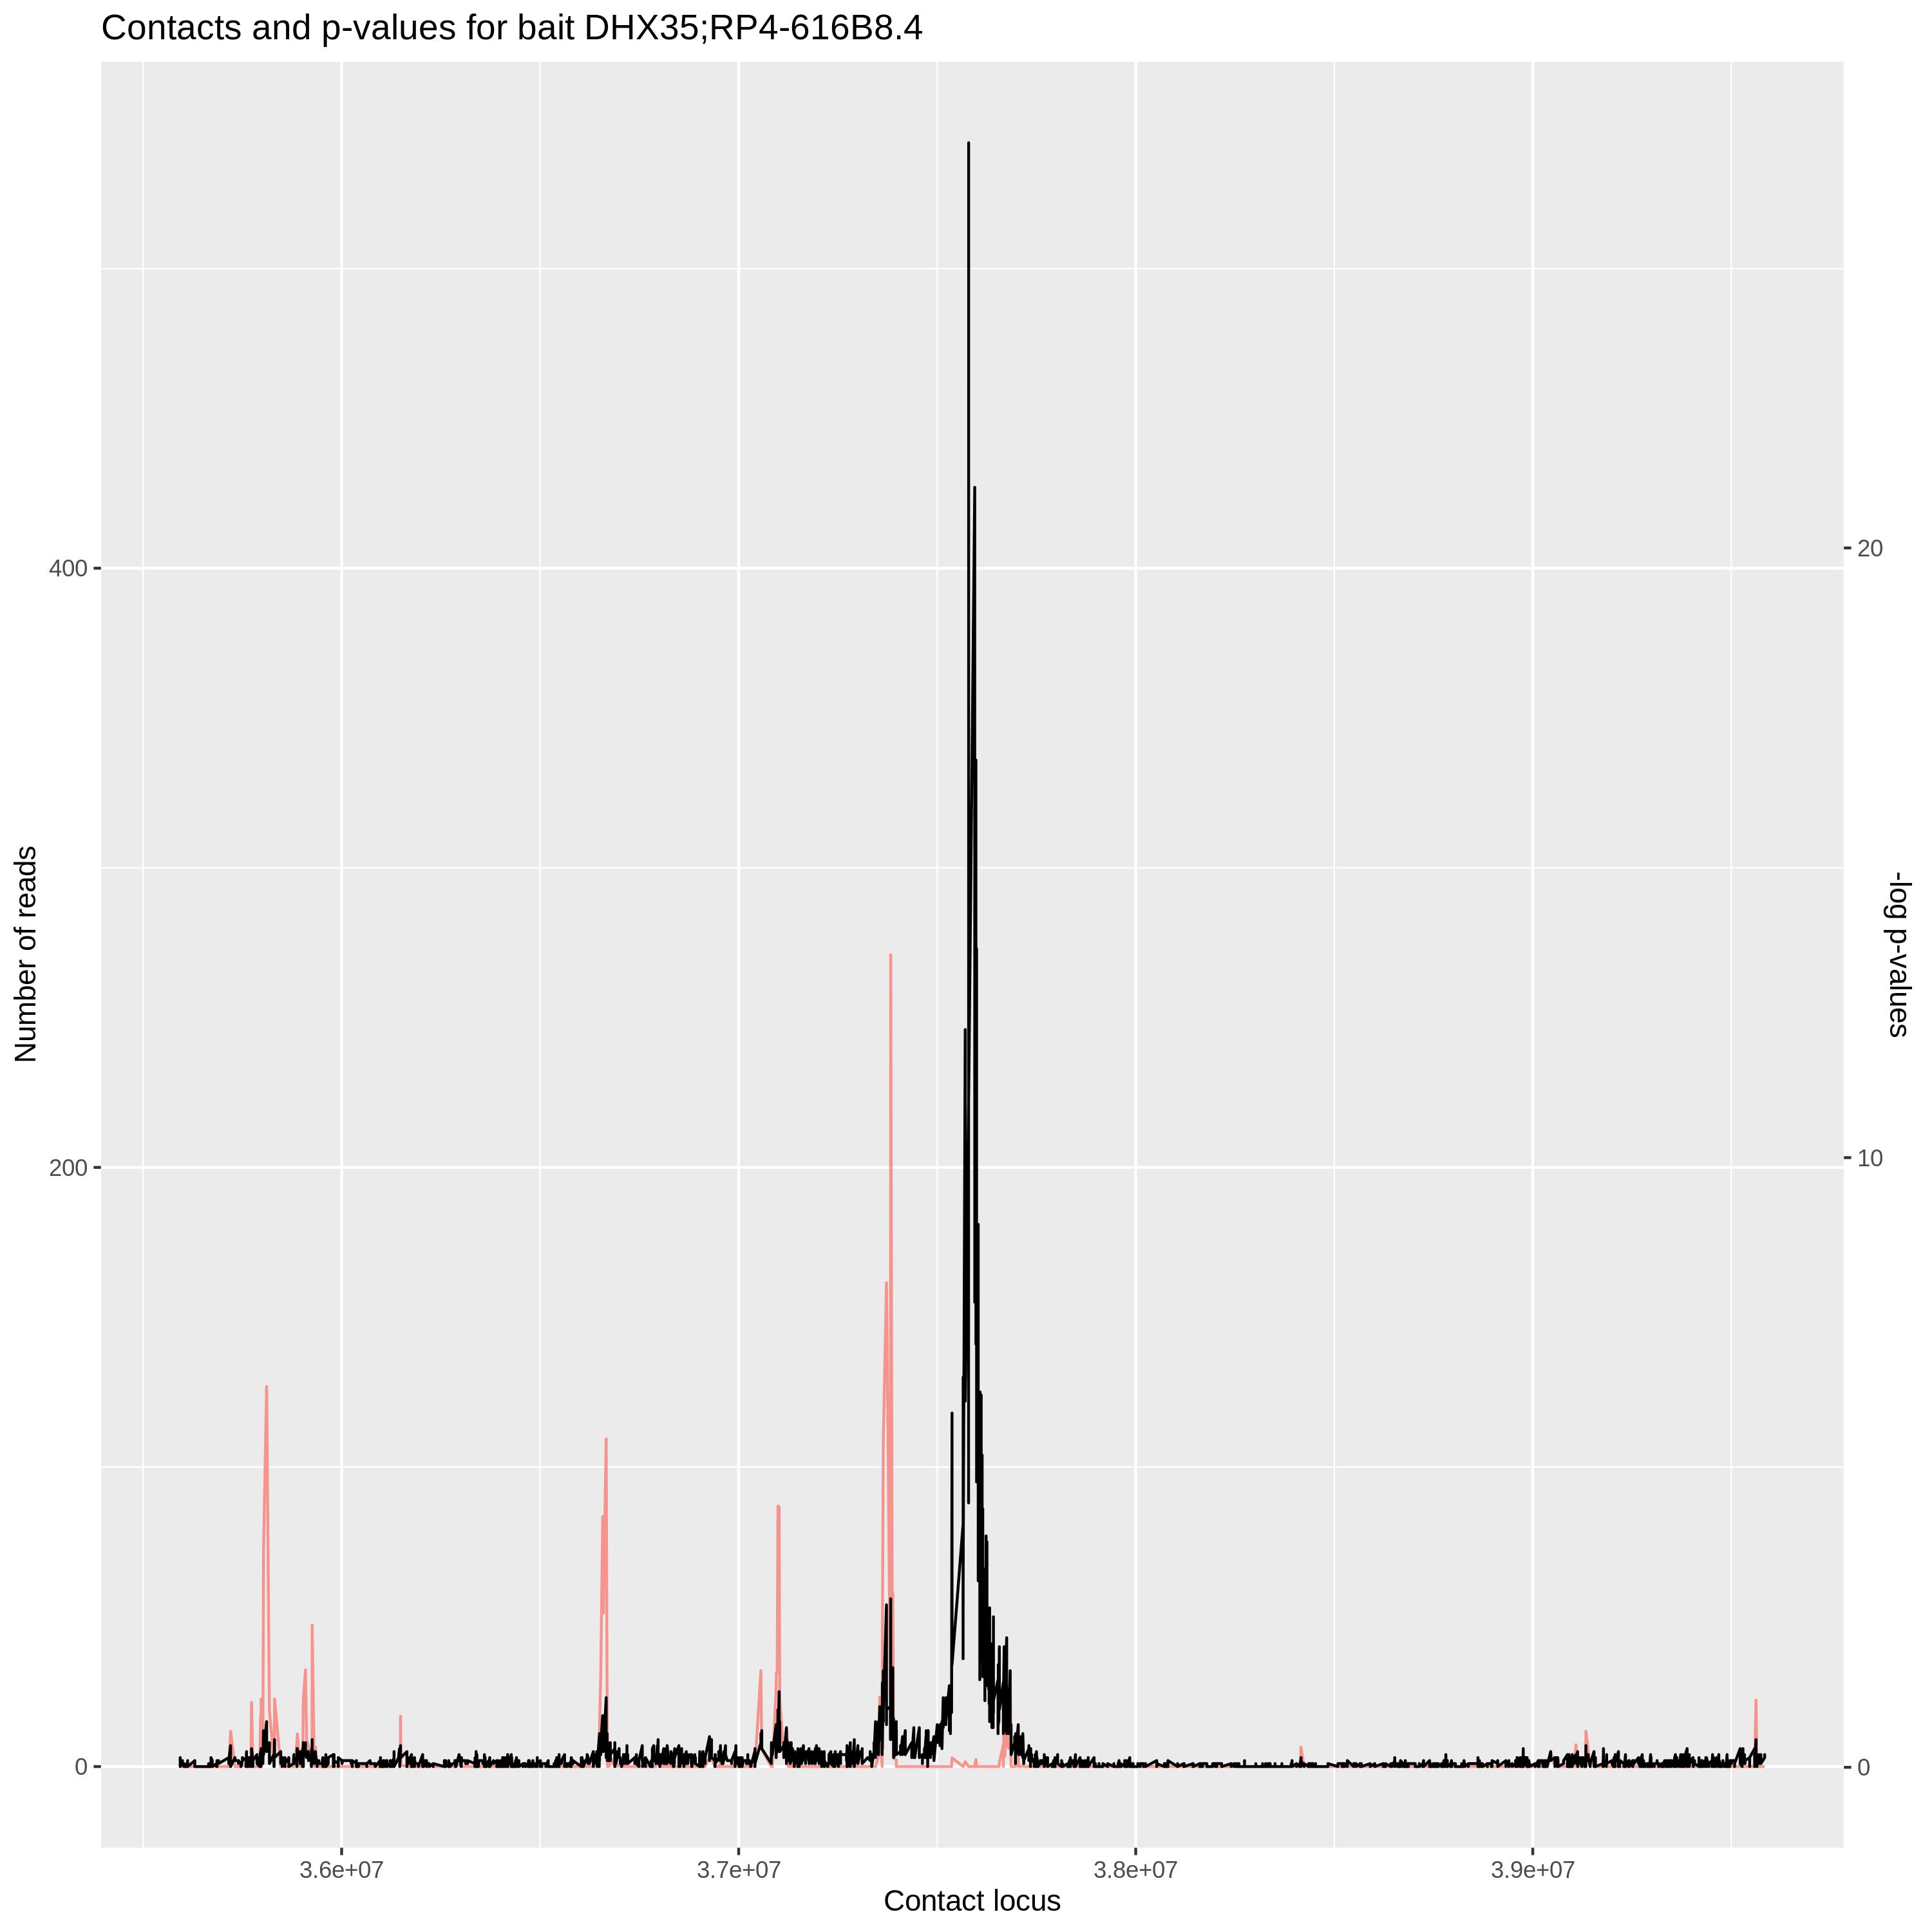 Contacts and p-values for bait DHX35;RP4-616B8.4
Number of reads
400
200
0
20
10
0
-log p-values
3.6e+07 3.7e+07 3.8e+07 3.9e+07
Contact locus